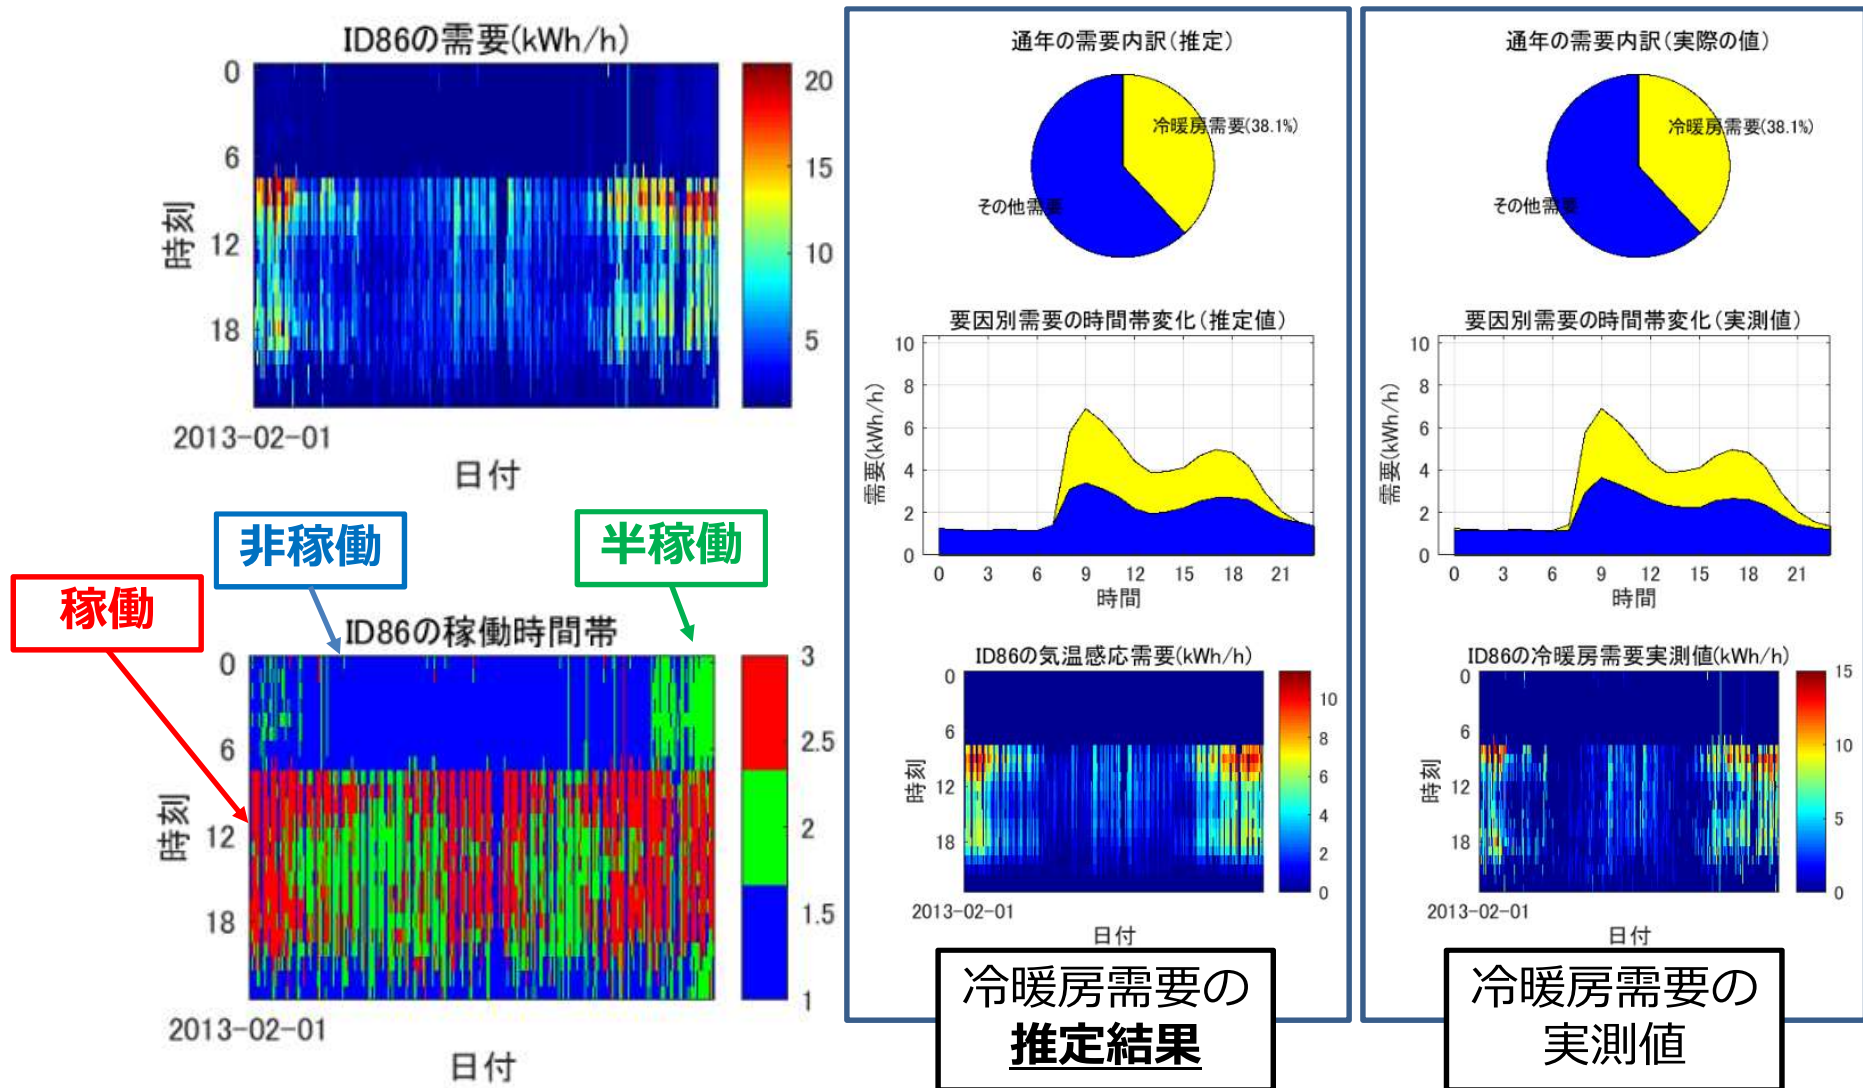 ID86の需要(kWh/h)
0
6
12
18
時刻
20
15
10
5
2013-02-01
日付
非稼働
半稼働
稼働
ID86の稼働時間帯
0
6
12
18
時刻
3
2.5
2
1.5
1
2013-02-01
日付
通年の需要内訳(推定)
冷暖房需要(38.1%)
その他需要
要因別需要の時間帯変化(推定値)
10
8
6
4
2
0
需要(kWh/h)
0 3 6 9 12 15 18 21
時間
ID86の気温感応需要(kWh/h)
0
6
12
18
時刻
10
8
6
4
2
0
2013-02-01
日付
冷暖房需要の
推定結果
通年の需要内訳(実際の値)
冷暖房需要(38.1%)
その他需要
要因別需要の時間帯変化(実測値)
10
8
6
4
2
0
需要(kWh/h)
0 3 6 9 12 15 18 21
時間
ID86の冷暖房需要実測値(kWh/h)
0
6
12
18
時刻
15
10
5
0
2013-02-01
日付
冷暖房需要の
実測値